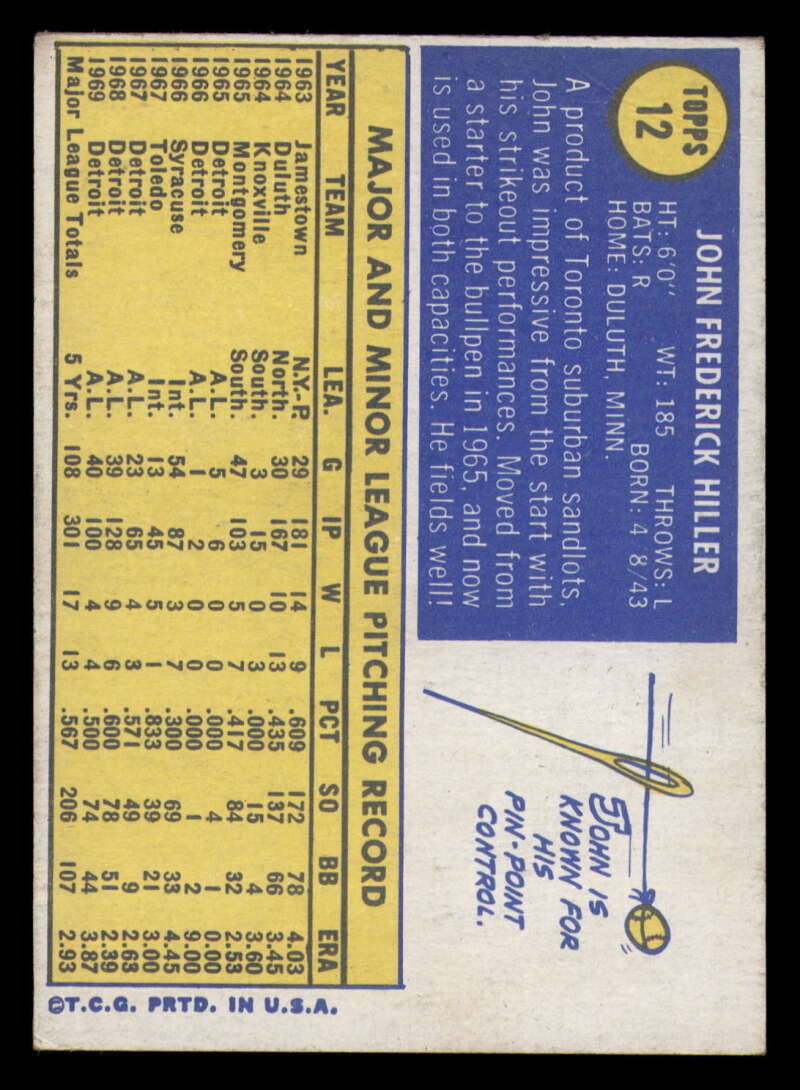 TOPPS
12
JOHN FREDERICK HILLER
HT: 6'0" WT: 185 THROWS: L
BATS: R BORN: 4 8/43
HOME: DULUTH, MINN.
A product of Toronto suburban sandlots,
John was impressive from the start with
his strikeout performances. Moved from
a starter to the bullpen in 1965, and now
is used in both capacities. He fields well!
JOHN IS
KNOWN FOR
HIS
PIN-POINT
CONTROL.
MAJOR AND MINOR LEAGUE PITCHING RECORD
YEAR TEAM LEA. G IP W L PCT SO BB ERA
1963 Jamestown N.Y.-P 29 181 14 9 .609 172 78 4.03
1964 Duluth North. 30 167 10 13 .435 137 66 3.45
1964 Knoxville South. 3 15 0 3 .000 15 4 3.60
1965 Montgomery South. 47 103 5 7 .417 84 32 2.53
1965 Detroit A.L. 5 6 0 0 .000 4 1 0.00
1966 Detroit A.L. 1 2 0 0 .000 1 2 9.00
1966 Syracuse Int. 54 87 3 7 .300 69 33 4.45
1967 Toledo Int. 13 45 5 1 .833 39 21 3.00
1967 Detroit A.L. 23 65 4 3 .571 49 9 2.63
1968 Detroit A.L. 39 128 9 6 .600 78 51 2.39
1969 Detroit A.L. 40 100 4 4 .500 74 44 3.87
Major League Totals 5 Yrs. 108 301 17 13 .567 206 107 2.93
©T.C.G. PRTD. IN U.S.A.